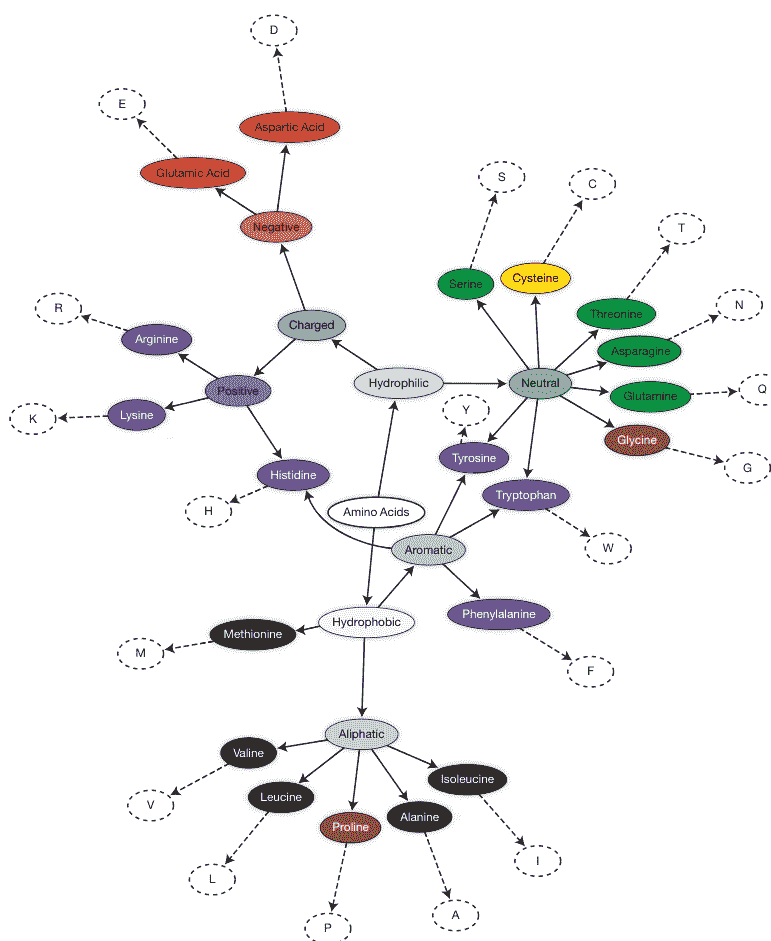 D
E
Aspartic Acid
Glutamic Acid
S
C
Negative
T
Cysteine
Serine
R
N
Threonine
Charged
Arginine
Asparagine
Hydrophilic
Neutral
Positive
Q
Glutamine
Y
K
Lysine
Glycine
Tyrosine
G
Histidine
Tryptophan
H
Amino Acids
W
Aromatic
Phenylalanine
Hydrophobic
Methionine
M
F
Aliphatic
Valine
Isoleucine
Leucine
V
Alanine
Proline
I
L
A
P